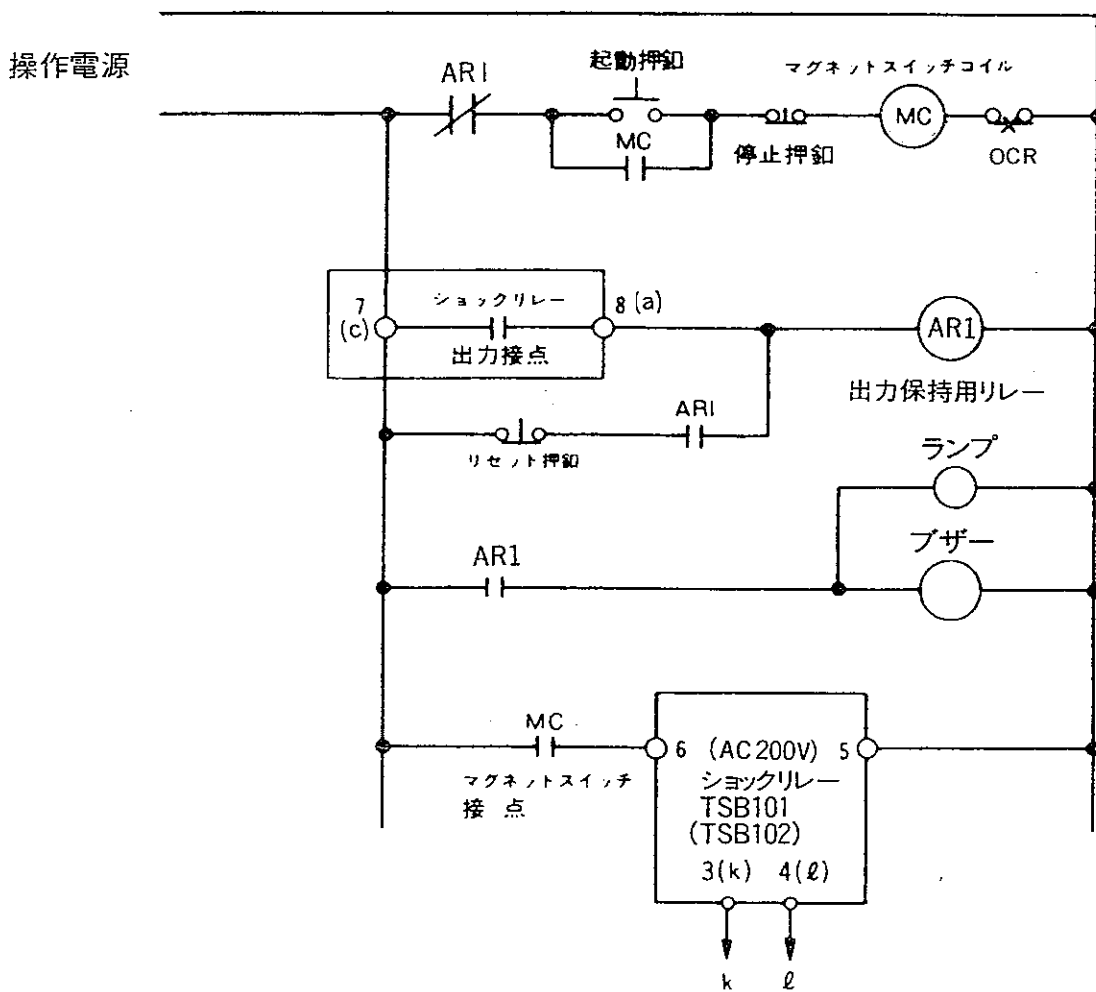 操作電源
AR1
起動押釦
マグネットスイッチコイル
MC
MC
停止押釦
OCR
7
(c)
ショックリレー
出力接点
8 (a)
AR1
出力保持用リレー
AR1
リセット押釦
ランプ
ブザー
AR1
MC
マグネットスイッチ
接点
6 (AC200V) 5
ショックリレー
TSB101
(TSB102)
3(k) 4(ℓ)
k ℓ